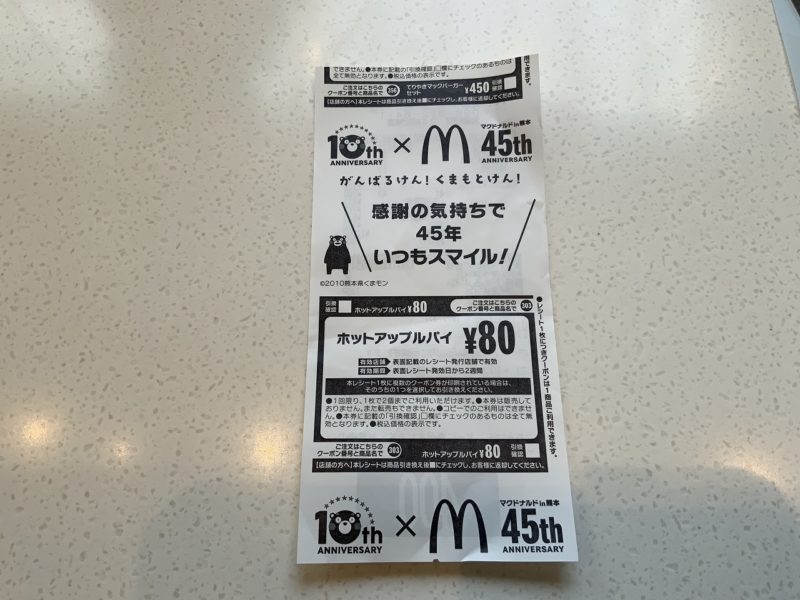 できません。●本券に記載の「引換確認」□欄にチェックのあるものは
全て無効となります。●税込価格の表示です。
ご注文はこちらの
クーポン番号と商品名で
てりやきマックバーガー
セット
¥450
引換
確認
【店舗の方へ】本レシートは商品引き換え後■にチェックし、お客様に返却してください。
10th
ANNIVERSARY
×
マクドナルドin熊本
45th
ANNIVERSARY
がんばるけん!くまもとけん!
感謝の気持ちで
45年
いつもスマイル!
©2010熊本県くまモン
引換
確認
ホットアップルパイ ¥80
ご注文はこちらの
クーポン番号と商品名で
303
ホットアップルパイ ¥80
有効店舗 表面記載のレシート発行店舗で有効
有効期間 表面レシート発効日から2週間
本レシート1枚に複数のクーポン券が印刷されている場合は、
そのうちの1つを選択してお引き換えください。
●1回限り、1枚で2個までご利用いただけます。●本券は販売して
おりません。また転売もできません。●コピーでのご利用はできませ
ん。●本券に記載の「引換確認」□欄にチェックのあるものは全て無
効となります。●税込価格の表示です。
●レシート1枚につきクーポンは1商品ご利用できます。
ご注文はこちらの
クーポン番号と商品名で
303
ホットアップルパイ ¥80
引換
確認
【店舗の方へ】本レシートは商品引き換え後■にチェックし、お客様に返却してください。
10th
ANNIVERSARY
×
マクドナルドin熊本
45th
ANNIVERSARY